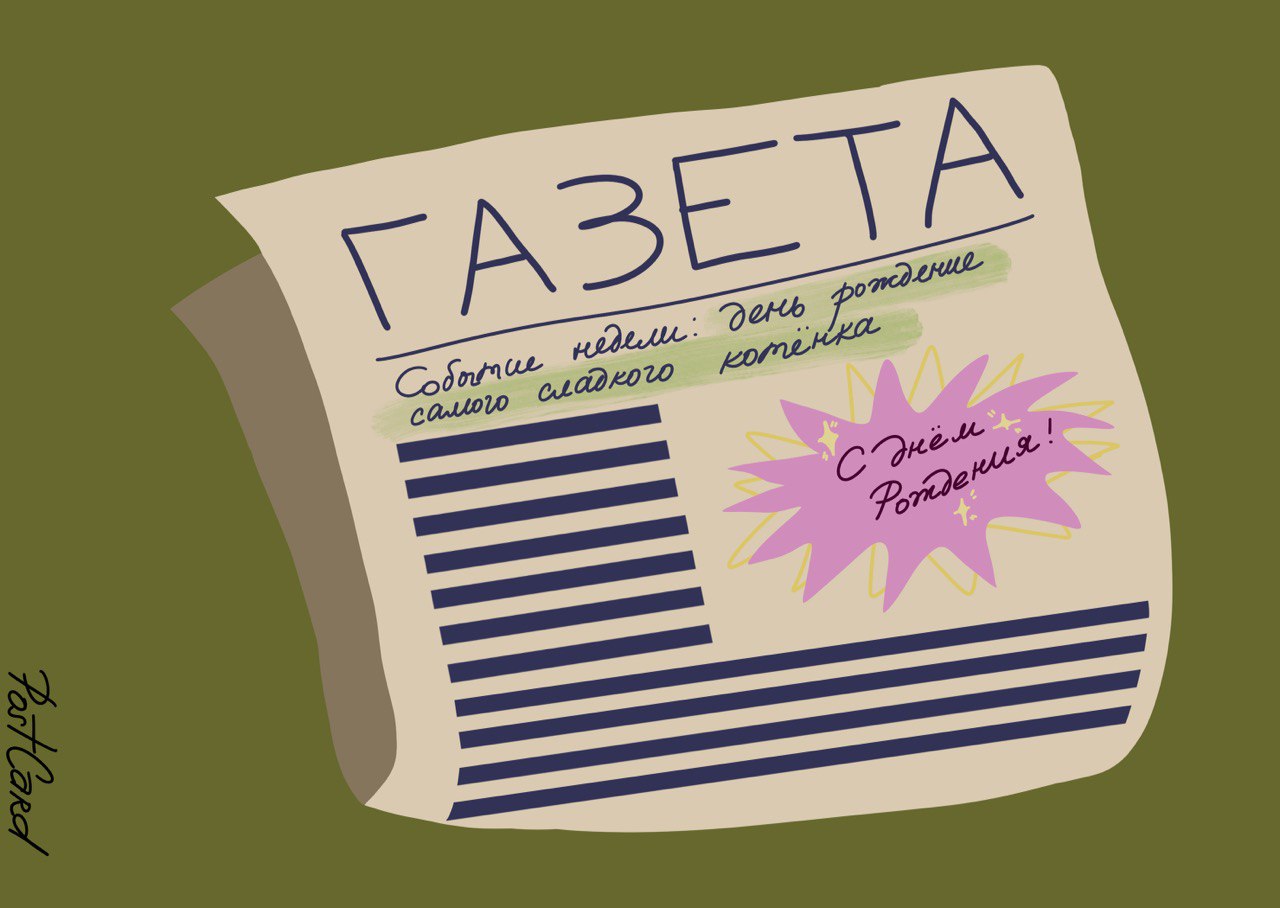 ГАЗЕТА
Событие недели: день рождение
самого сладкого котёнка
С днём
Рождения!
PostCard